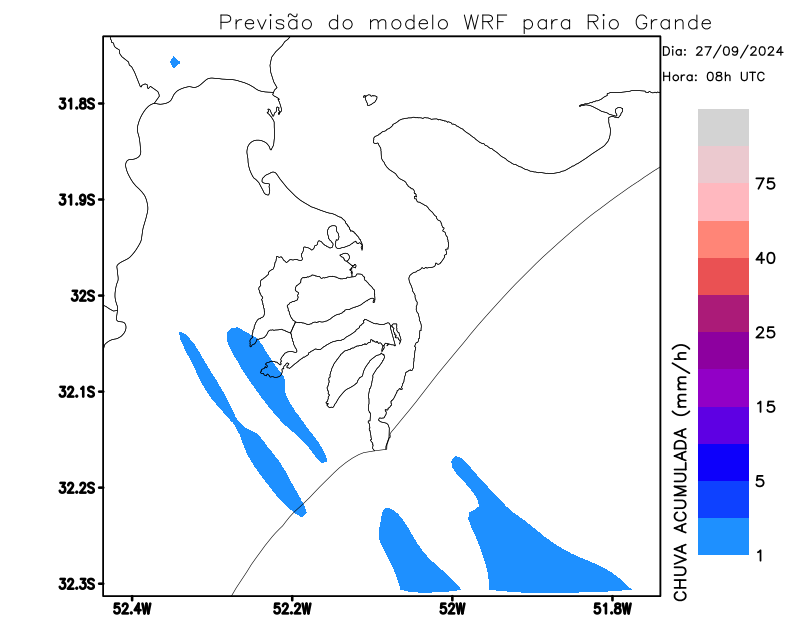 Previsão do modelo WRF para Rio Grande
Dia: 27/09/2024
Hora: 08h UTC
31.8S
31.9S
32S
32.1S
32.2S
32.3S
52.4W
52.2W
52W
51.8W
75
40
25
15
5
1
CHUVA ACUMULADA (mm/h)